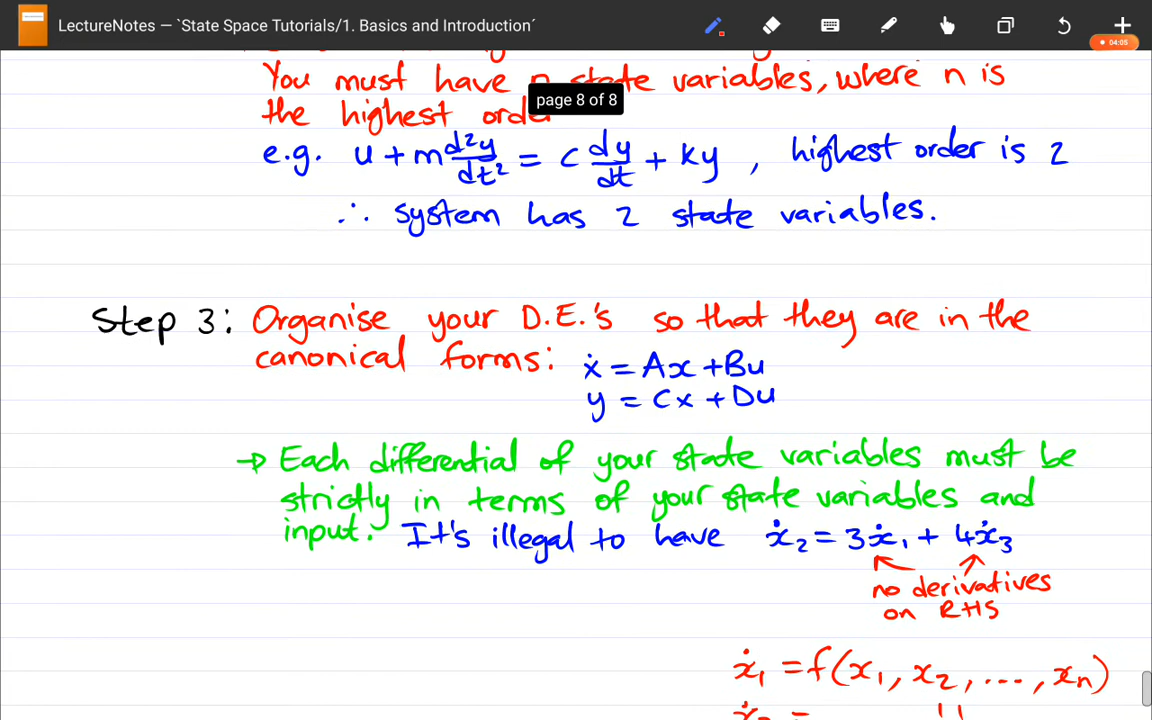 LectureNotes — `State Space Tutorials/1. Basics and Introduction´
04:05
You must have n state variables, where n is
page 8 of 8
the highest order
e.g. u + m d²y/dt² = c dy/dt + ky , highest order is 2
∴ system has 2 state variables.
Step 3: Organise your D.E.'s so that they are in the
canonical forms: ẋ = Ax + Bu
y = Cx + Du
→ Each differential of your state variables must be
strictly in terms of your state variables and
input. It's illegal to have ẋ₂ = 3ẋ₁ + 4ẋ₃
no derivatives
on RHS
ẋ₁ = f(x₁, x₂, ..., xₙ)